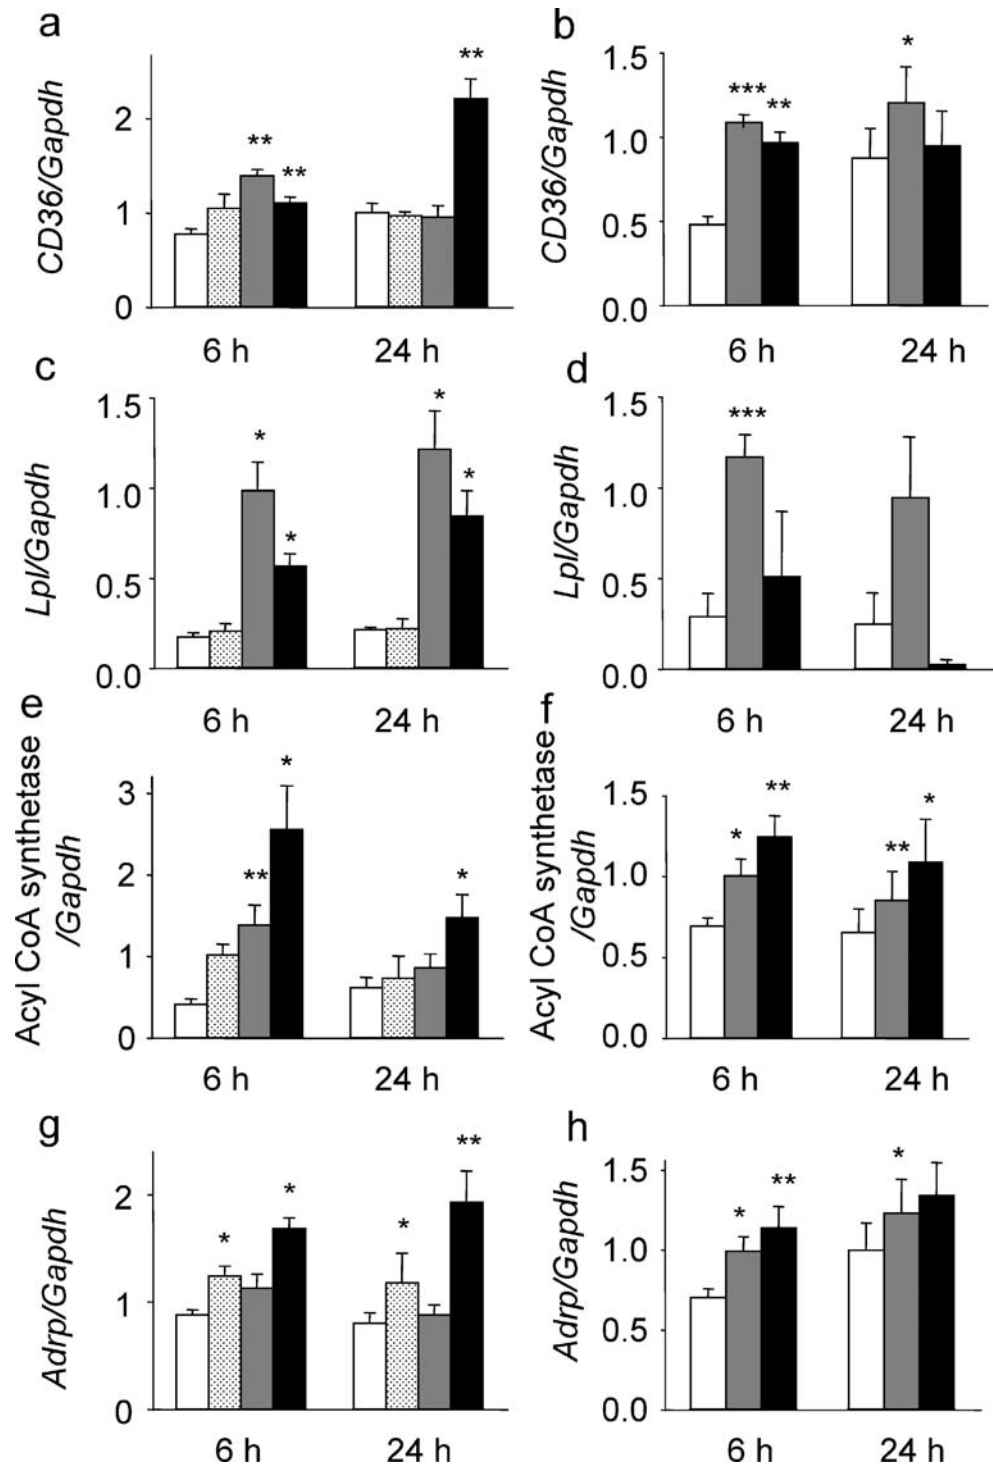 a
CD36/Gapdh
2
1
0
**
**
**
6 h
24 h
b
CD36/Gapdh
1.5
1.0
0.5
0.0
***
**
*
6 h
24 h
c
Lpl/Gapdh
1.5
1.0
0.5
0.0
*
*
*
*
6 h
24 h
d
Lpl/Gapdh
1.5
1.0
0.5
0.0
***
6 h
24 h
e
Acyl CoA synthetase
/Gapdh
3
2
1
0
**
*
*
6 h
24 h
f
Acyl CoA synthetase
/Gapdh
1.5
1.0
0.5
0.0
*
**
**
*
6 h
24 h
g
Adrp/Gapdh
2
1
0
*
*
*
**
6 h
24 h
h
Adrp/Gapdh
1.5
1.0
0.5
0.0
*
**
*
6 h
24 h